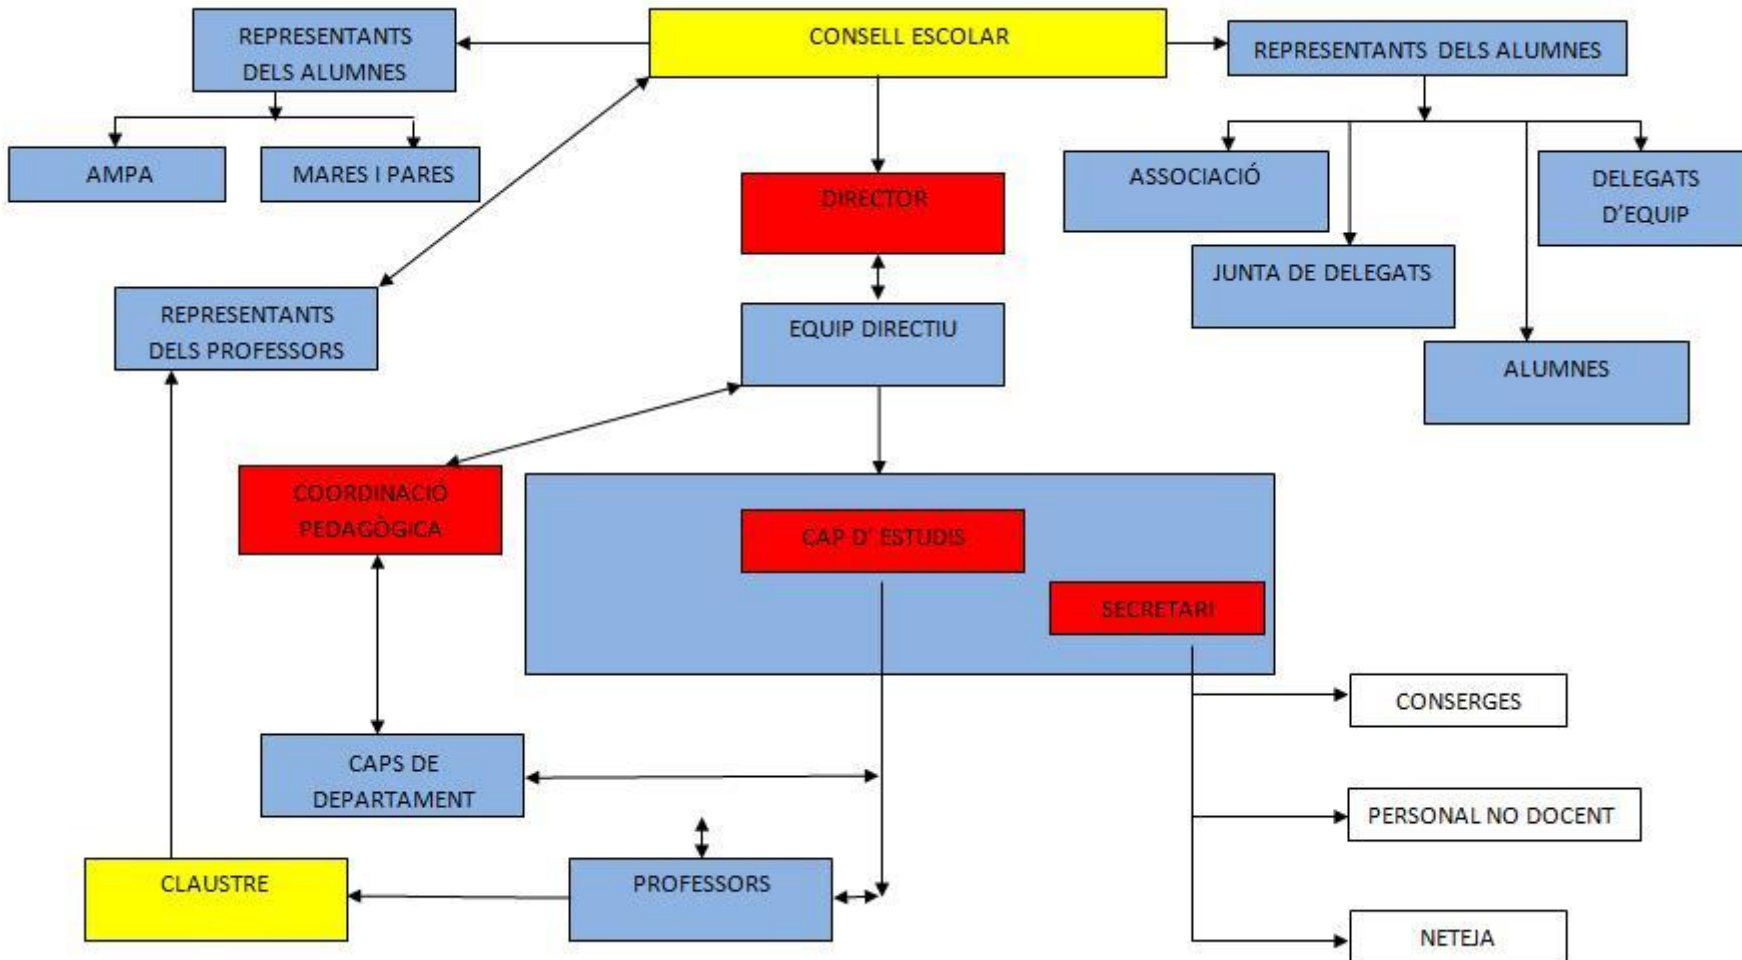 REPRESENTANTS
DELS ALUMNES
CONSELL ESCOLAR
REPRESENTANTS DELS ALUMNES
AMPA
MARES I PARES
DIRECTOR
ASSOCIACIÓ
DELEGATS
D’EQUIP
JUNTA DE DELEGATS
REPRESENTANTS
DELS PROFESSORS
EQUIP DIRECTIU
ALUMNES
COORDINACIÓ
PEDAGÒGICA
CAP D’ ESTUDIS
SECRETARI
CONSERGES
CAPS DE
DEPARTAMENT
PERSONAL NO DOCENT
CLAUSTRE
PROFESSORS
NETEJA